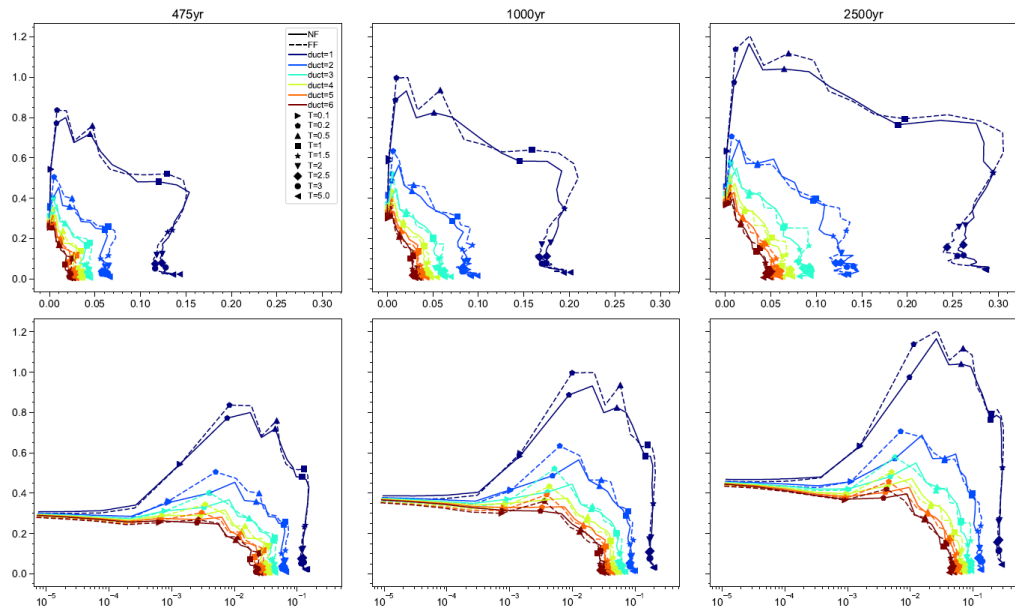 475yr
1000yr
2500yr
1.2
1.0
0.8
0.6
0.4
0.2
0.0
NF
FF
duct=1
duct=2
duct=3
duct=4
duct=5
duct=6
T=0.1
T=0.2
T=0.5
T=1
T=1.5
T=2
T=2.5
T=3
T=5.0
0.00 0.05 0.10 0.15 0.20 0.25 0.30
0.00 0.05 0.10 0.15 0.20 0.25 0.30
0.00 0.05 0.10 0.15 0.20 0.25 0.30
1.2
1.0
0.8
0.6
0.4
0.2
0.0
10⁻⁵ 10⁻⁴ 10⁻³ 10⁻² 10⁻¹
10⁻⁵ 10⁻⁴ 10⁻³ 10⁻² 10⁻¹
10⁻⁵ 10⁻⁴ 10⁻³ 10⁻² 10⁻¹